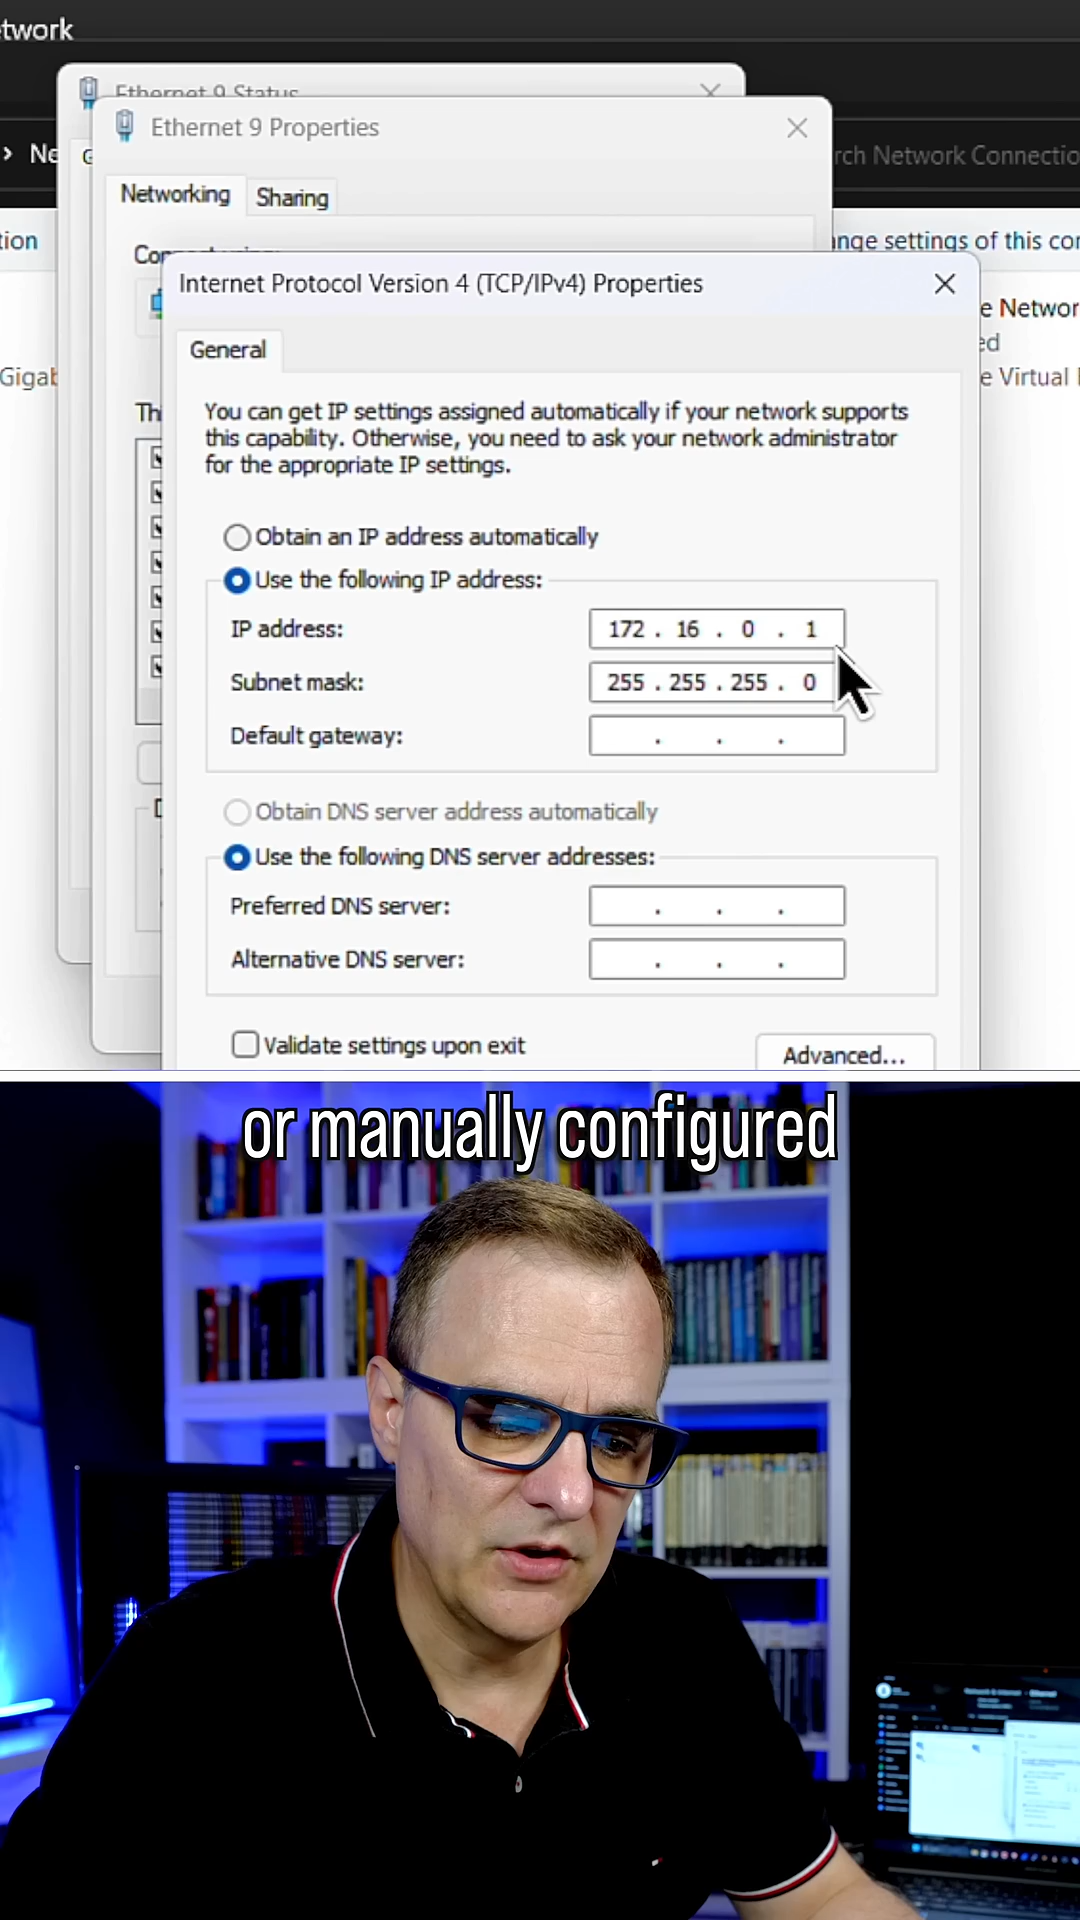 etwork
Ethernet 9 Status
Ethernet 9 Properties
Ne
rch Network Connectio
Networking
Sharing
tion
nge settings of this con
Internet Protocol Version 4 (TCP/IPv4) Properties
e Networ
ed
General
Gigab
e Virtual
You can get IP settings assigned automatically if your network supports
this capability. Otherwise, you need to ask your network administrator
for the appropriate IP settings.
Obtain an IP address automatically
Use the following IP address:
IP address:
172 . 16 . 0 . 1
Subnet mask:
255 . 255 . 255 . 0
Default gateway:
. . .
Obtain DNS server address automatically
Use the following DNS server addresses:
Preferred DNS server:
. . .
Alternative DNS server:
. . .
Validate settings upon exit
Advanced...
or manually configured